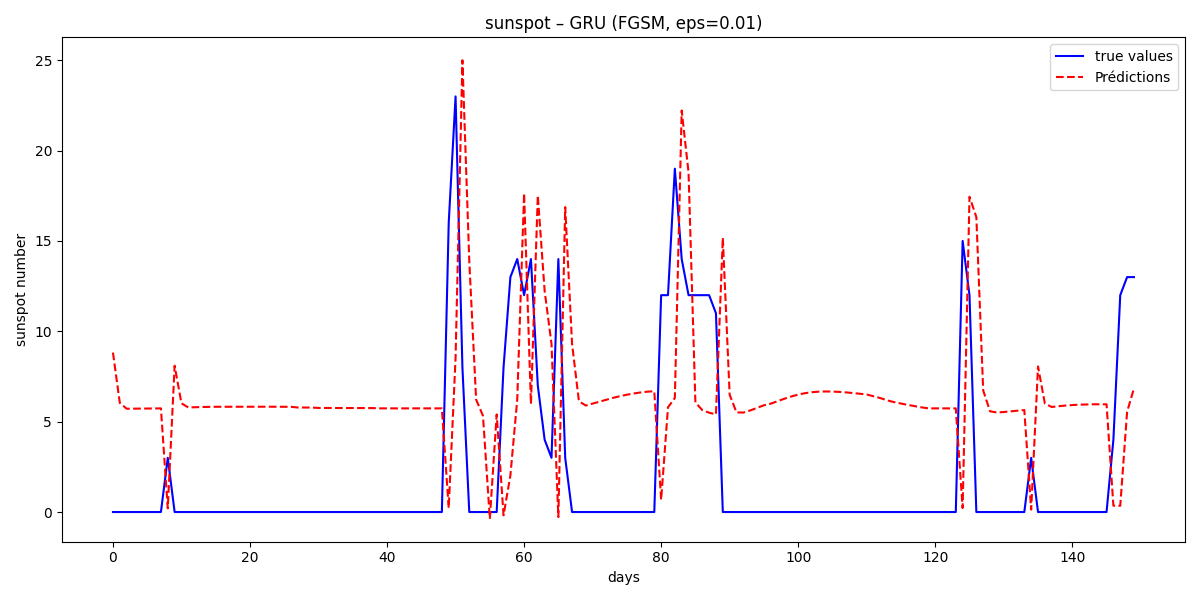 sunspot – GRU (FGSM, eps=0.01)
true values
Prédictions
sunspot number
25
20
15
10
5
0
0 20 40 60 80 100 120 140
days